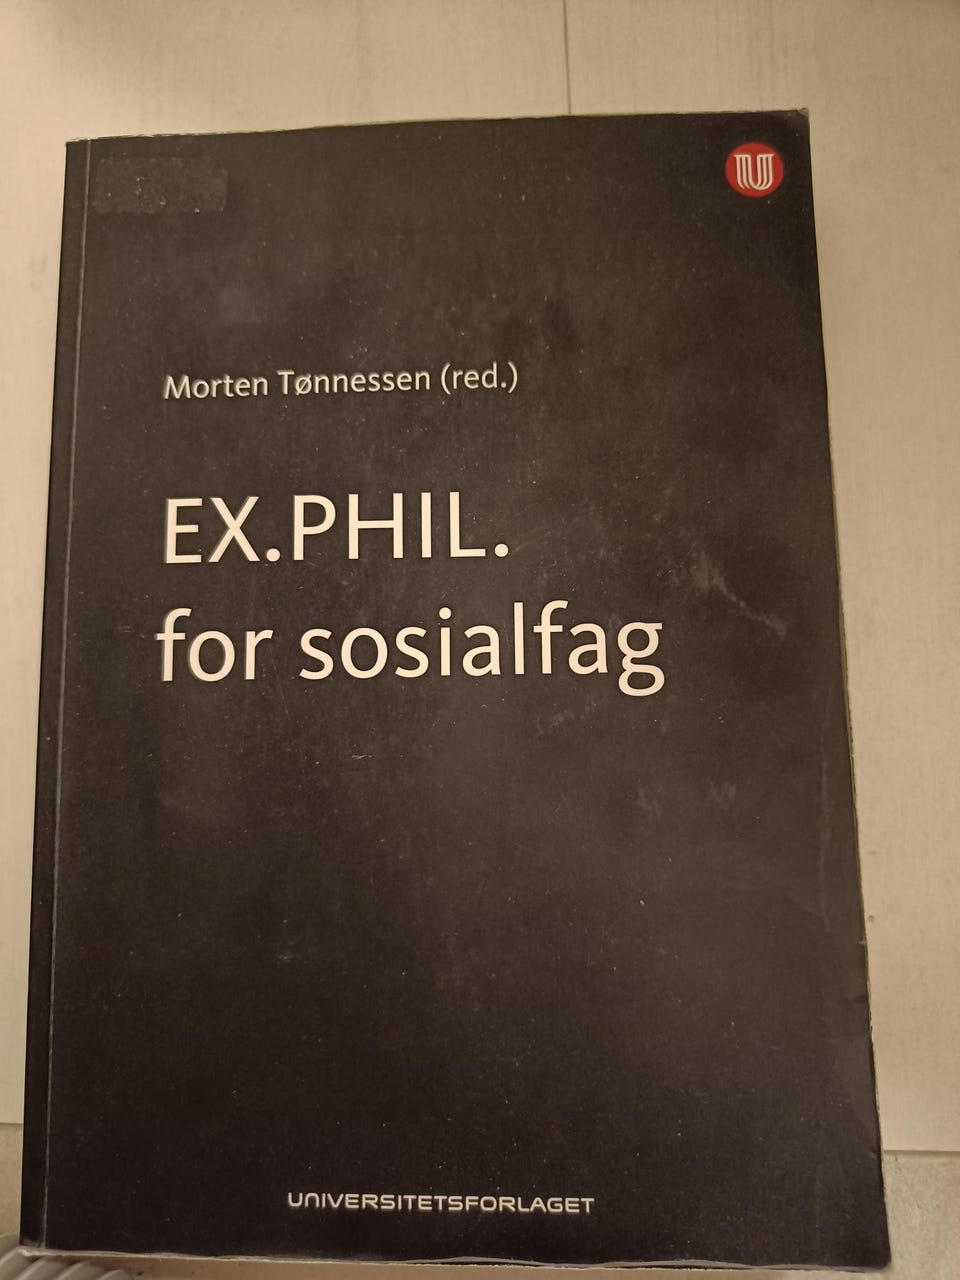 Morten Tønnessen (red.)
EX.PHIL.
for sosialfag
UNIVERSITETSFORLAGET